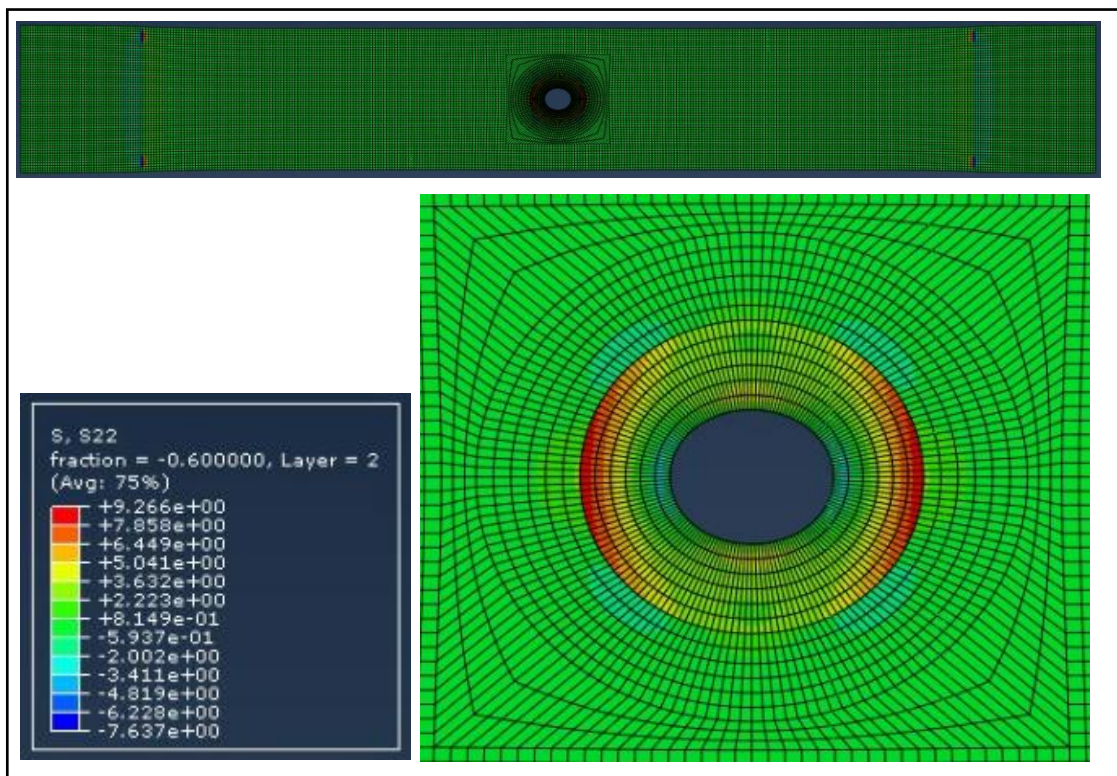 S, S22
fraction = -0.600000, Layer = 2
(Avg: 75%)
+9.266e+00
+7.858e+00
+6.449e+00
+5.041e+00
+3.632e+00
+2.223e+00
+8.149e-01
-5.937e-01
-2.002e+00
-3.411e+00
-4.819e+00
-6.228e+00
-7.637e+00